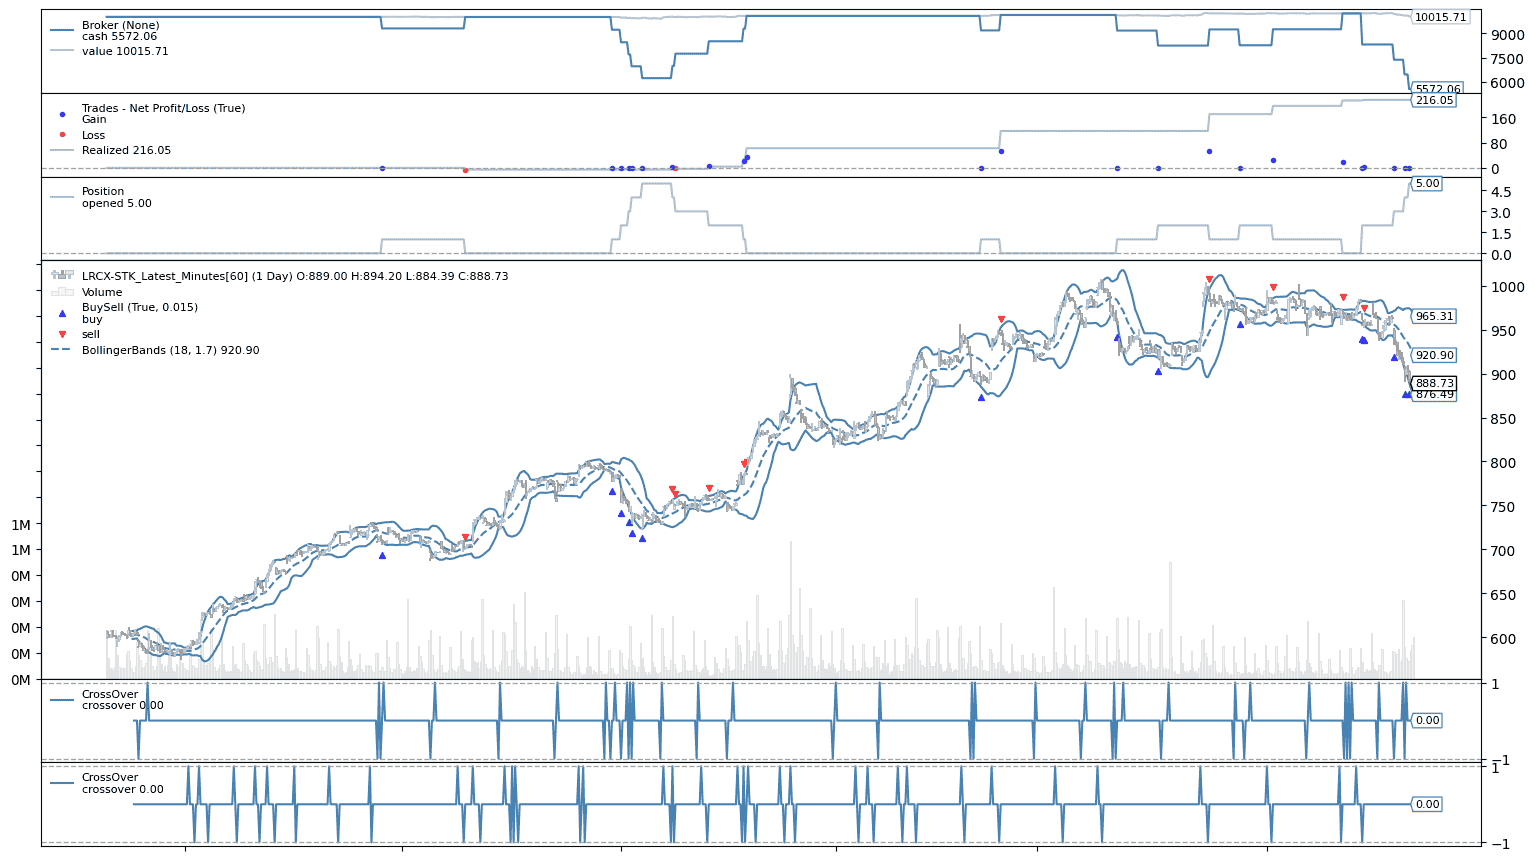 Broker (None)
cash 5572.06
value 10015.71
10015.71
9000
7500
6000
5572.06
Trades - Net Profit/Loss (True)
Gain
Loss
Realized 216.05
216.05
160
80
0
Position
opened 5.00
5.00
4.5
3.0
1.5
0.0
LRCX-STK_Latest_Minutes[60] (1 Day) O:889.00 H:894.20 L:884.39 C:888.73
Volume
BuySell (True, 0.015)
buy
sell
BollingerBands (18, 1.7) 920.90
1000
965.31
950
920.90
900
888.73
876.49
850
800
750
700
650
600
1M
1M
0M
0M
0M
0M
0M
CrossOver
crossover 0.00
1
0.00
−1
CrossOver
crossover 0.00
1
0.00
−1